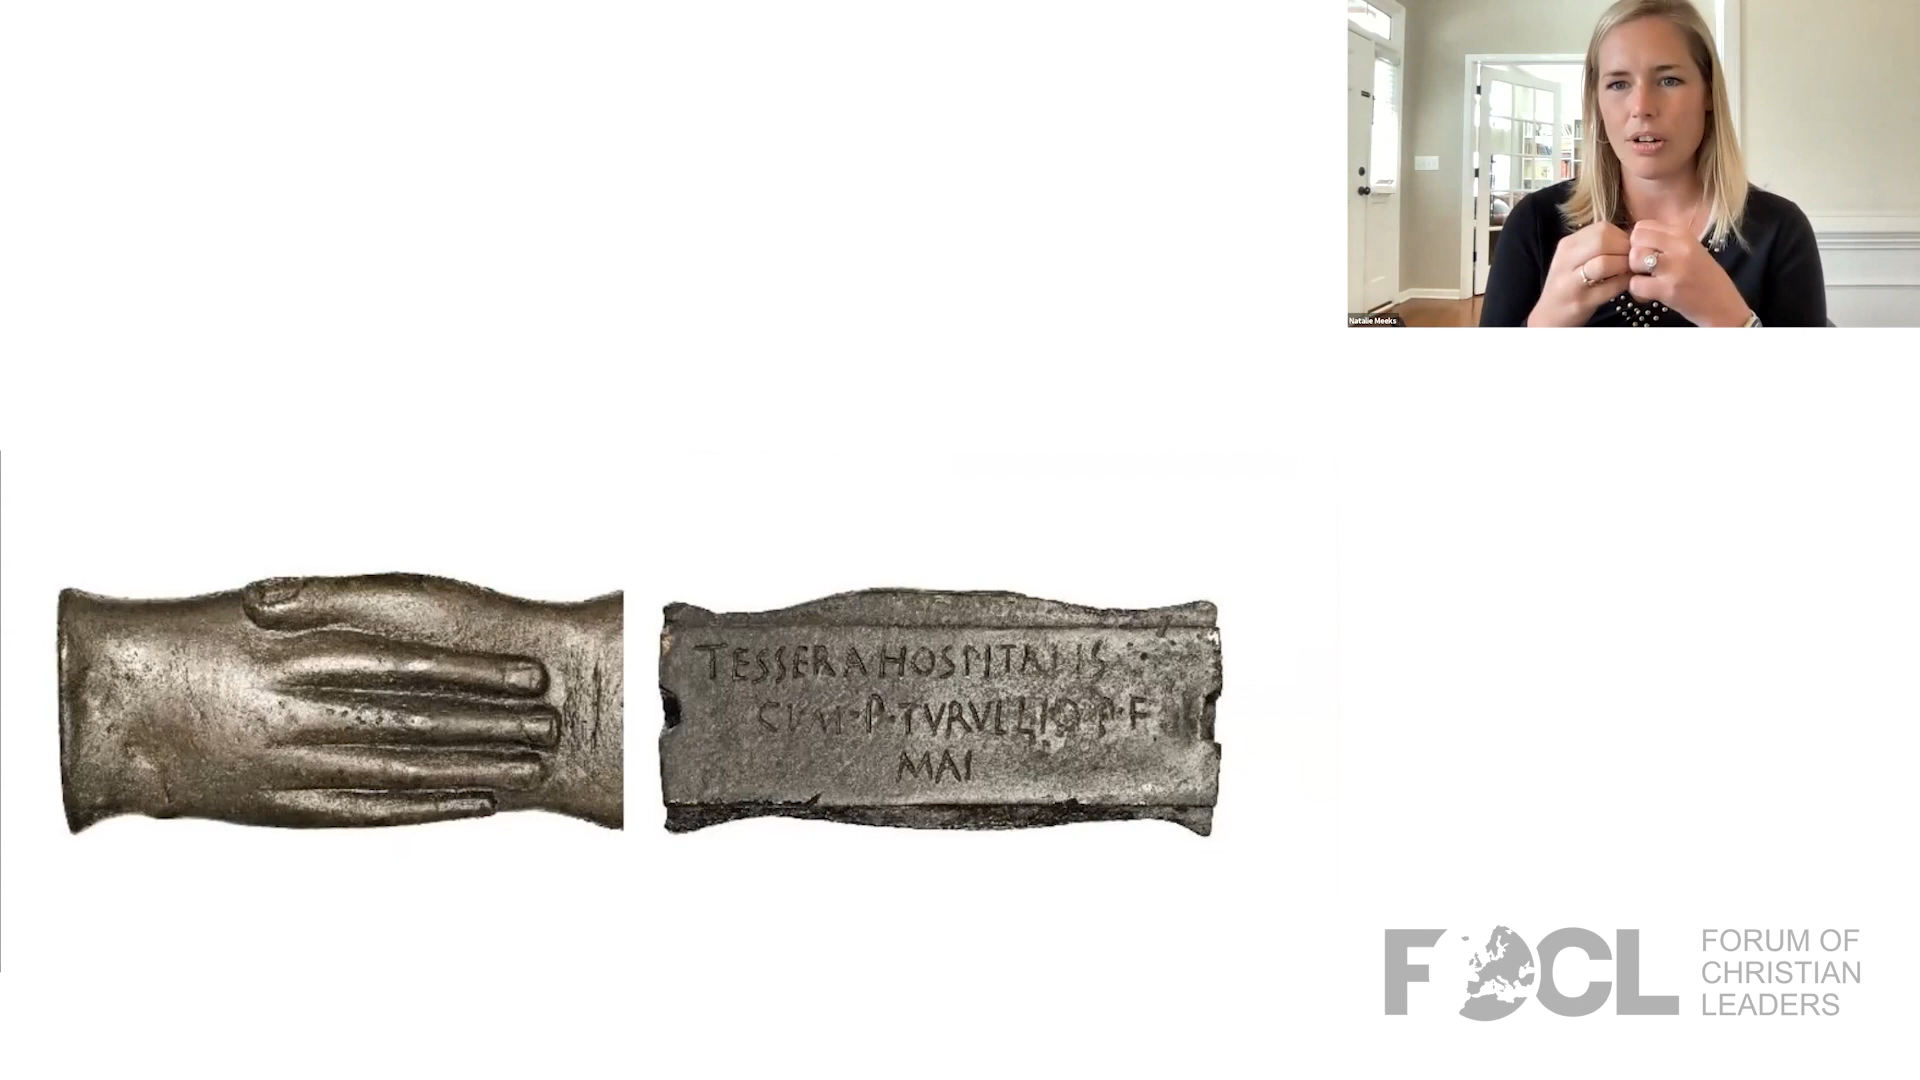 Natalie Meeks
TESSERA HOSPITALIS
CVM·P·TVRVLLIO P·F
MAI
FOCL
FORUM OF
CHRISTIAN
LEADERS